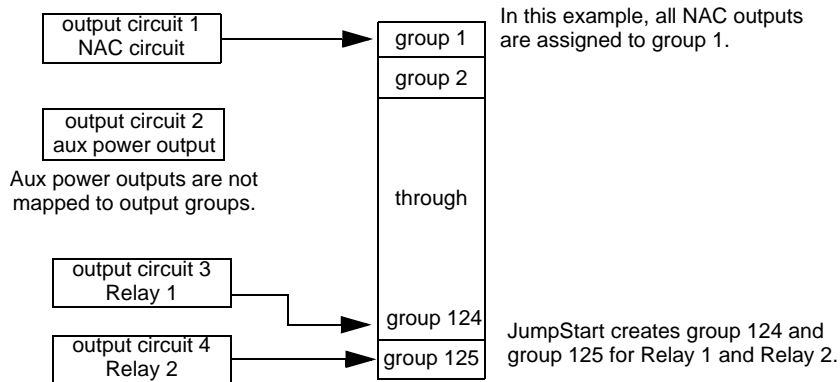 output circuit 1
NAC circuit
output circuit 2
aux power output
Aux power outputs are not
mapped to output groups.
output circuit 3
Relay 1
output circuit 4
Relay 2
group 1
group 2
through
group 124
group 125
In this example, all NAC outputs
are assigned to group 1.
JumpStart creates group 124 and
group 125 for Relay 1 and Relay 2.